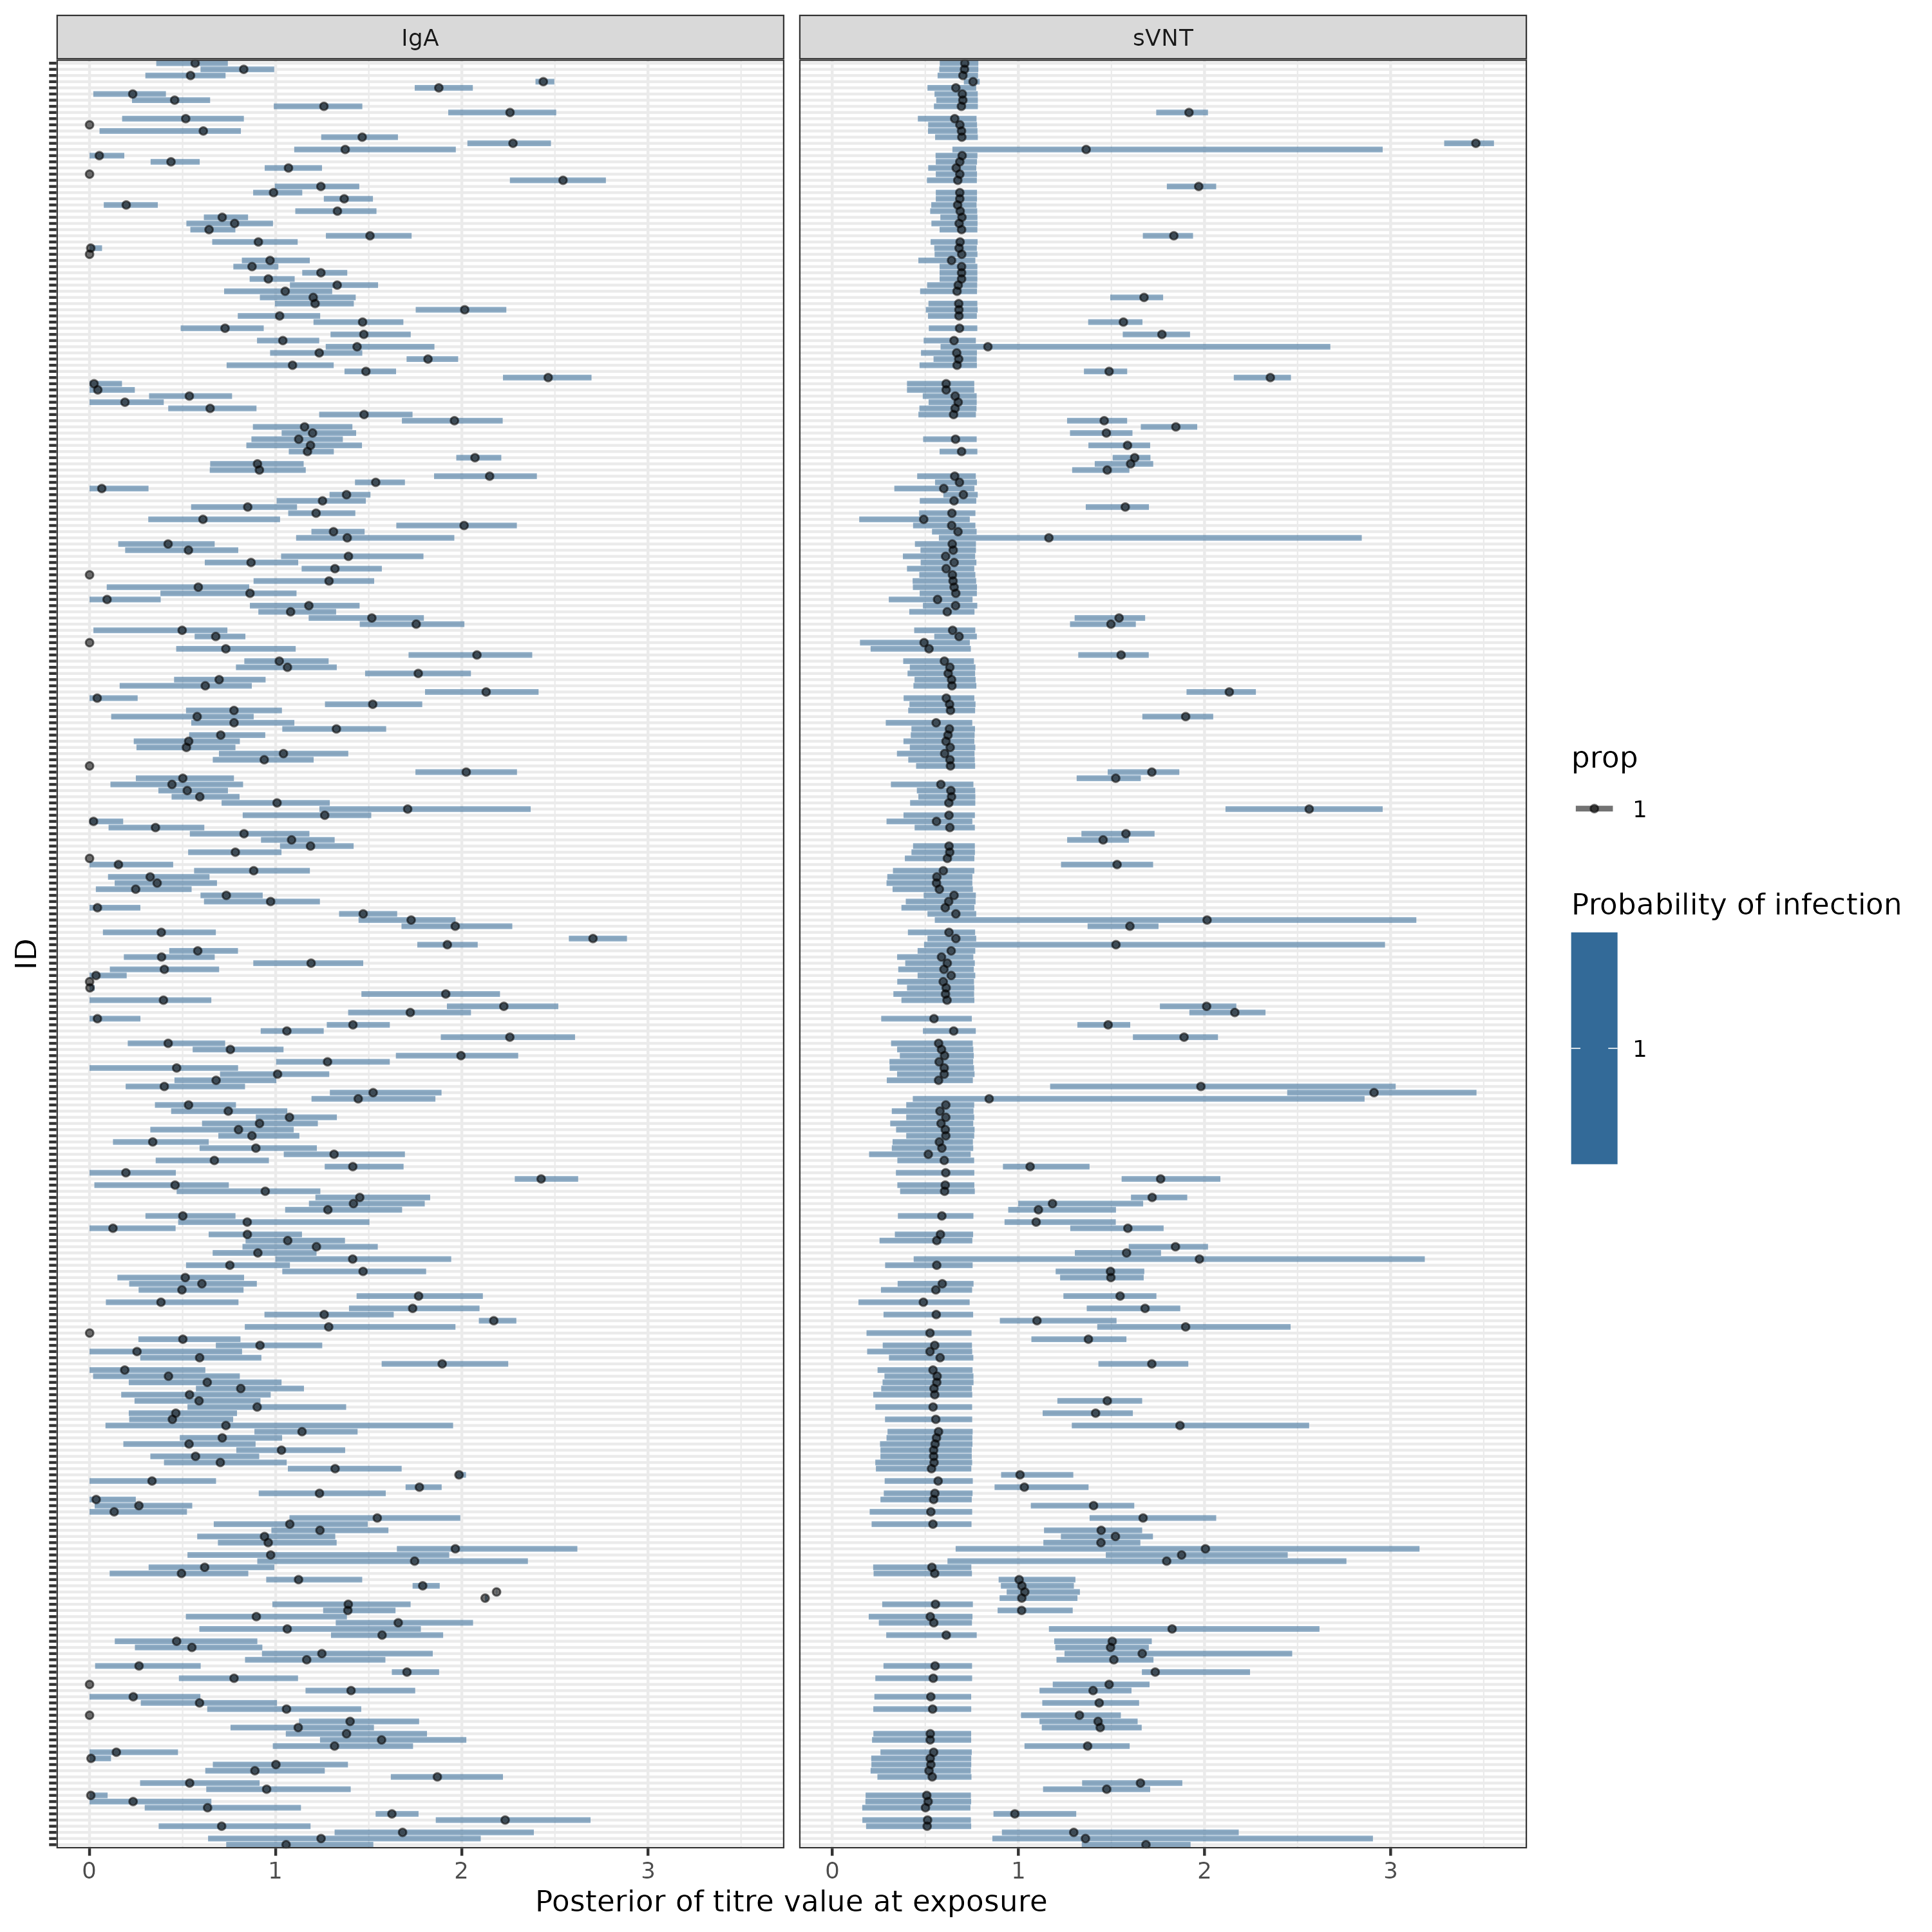 IgA
sVNT
ID
0
1
2
3
0
1
2
3
Posterior of titre value at exposure
prop
1
Probability of infection
1